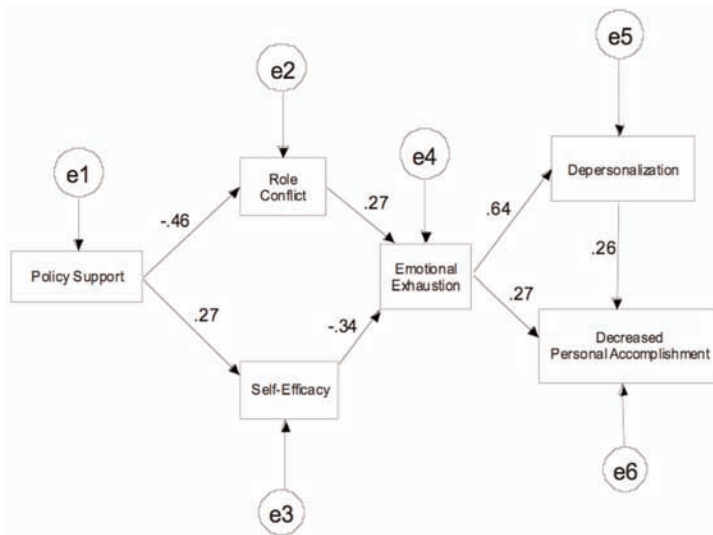 e5
e2
e4
e1
Role
Conflict
Depersonalization
-.46
.27
.64
.26
Policy Support
Emotional
Exhaustion
.27
-.34
.27
Decreased
Personal Accomplishment
Self-Efficacy
e6
e3